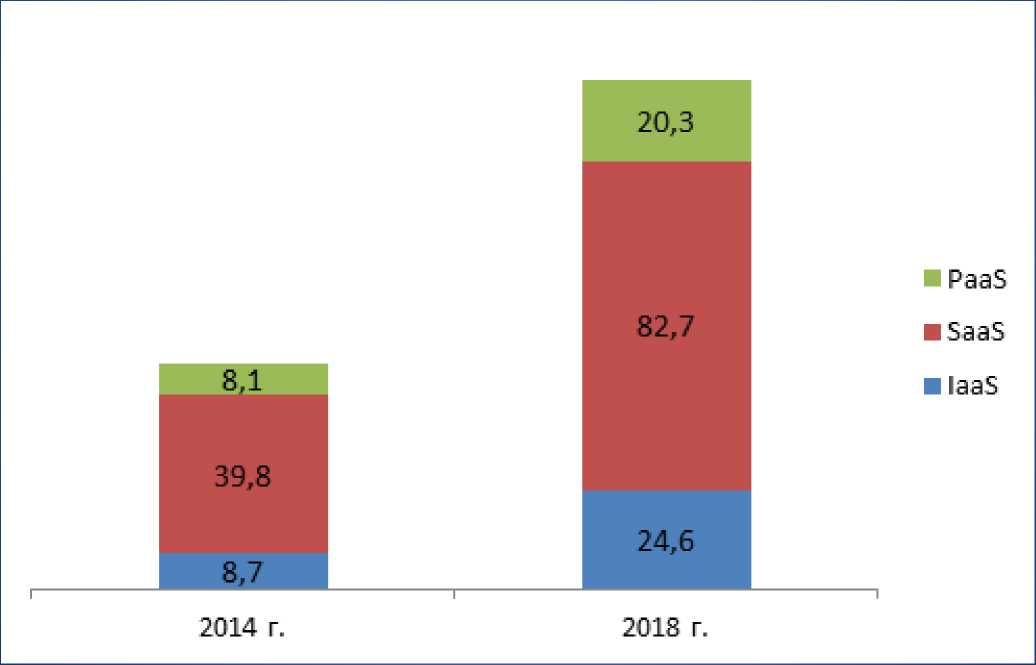 20,3
82,7
24,6
8,1
39,8
8,7
2014 г.
2018 г.
PaaS
SaaS
IaaS